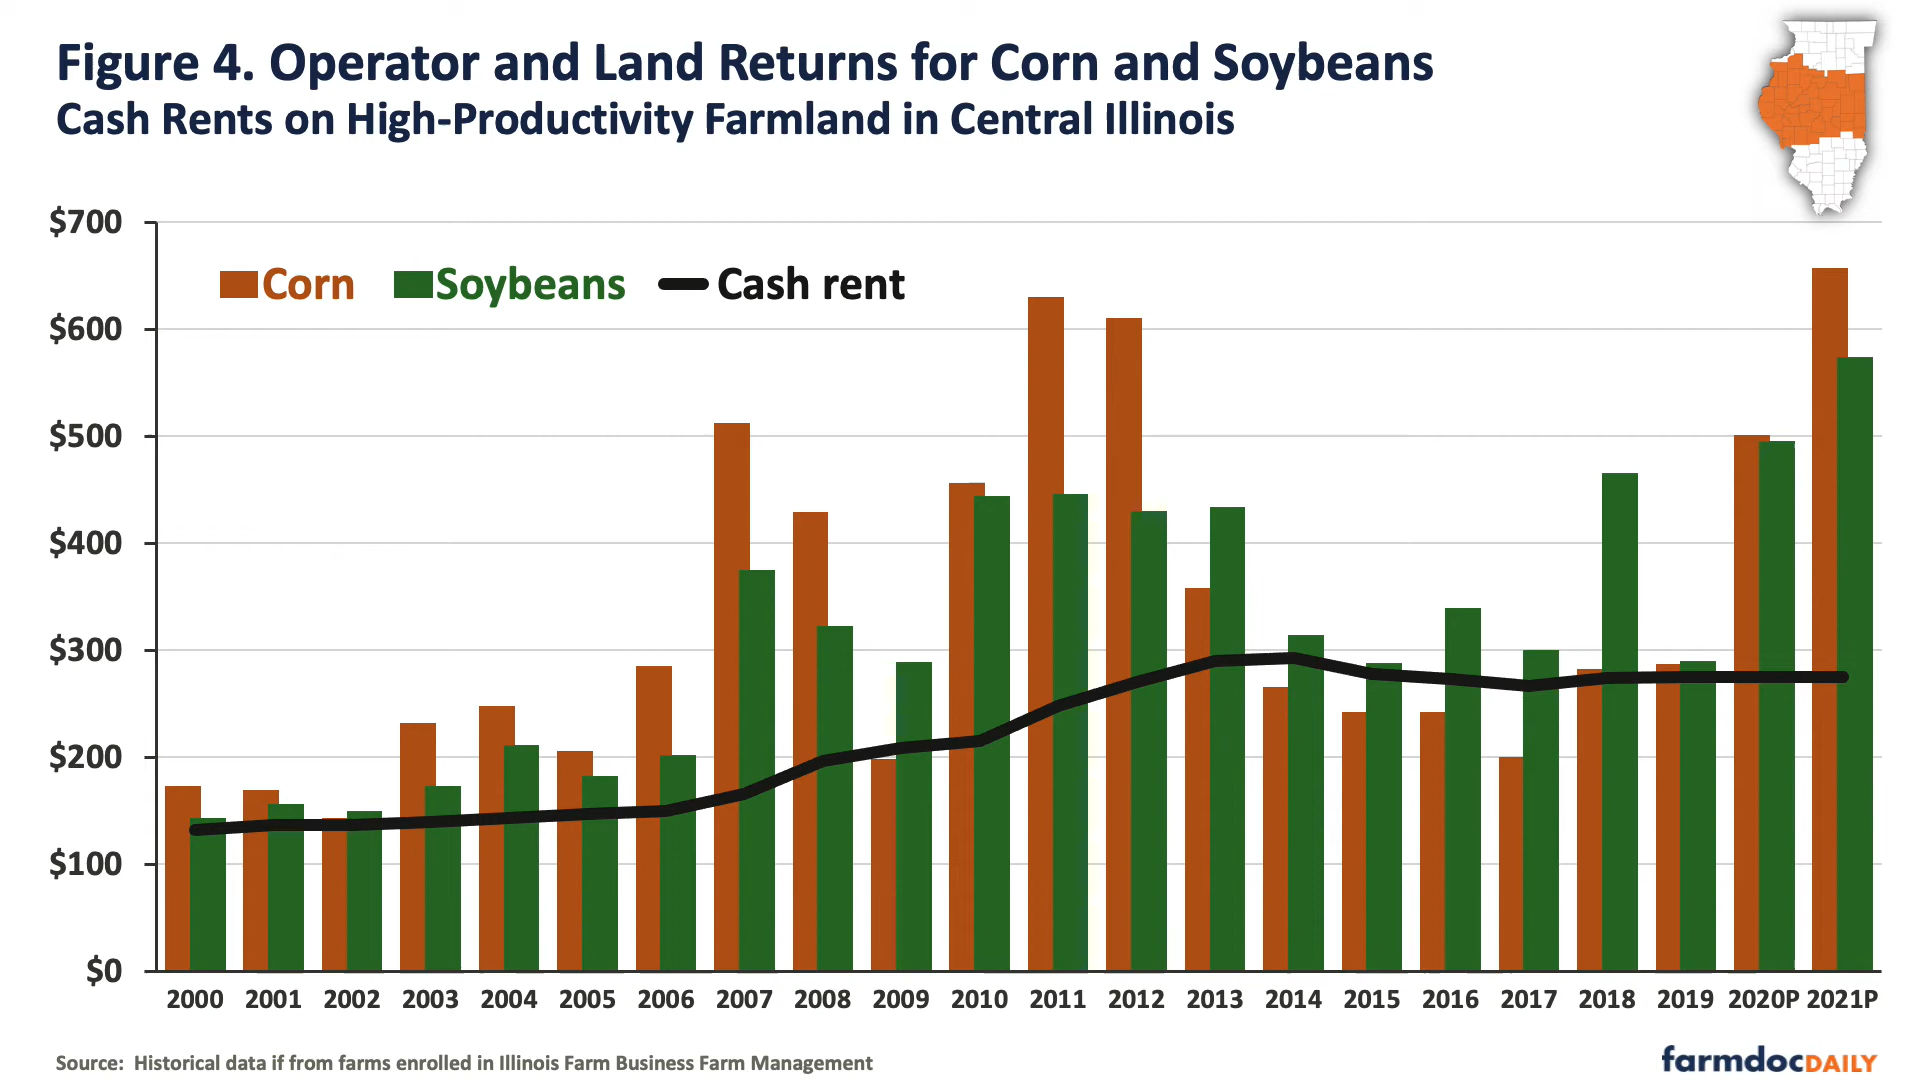 Figure 4. Operator and Land Returns for Corn and Soybeans
Cash Rents on High-Productivity Farmland in Central Illinois
$700
Corn Soybeans Cash rent
$600
$500
$400
$300
$200
$100
$0
2000 2001 2002 2003 2004 2005 2006 2007 2008 2009 2010 2011 2012 2013 2014 2015 2016 2017 2018 2019 2020P 2021P
Source: Historical data if from farms enrolled in Illinois Farm Business Farm Management
farmdocDAILY